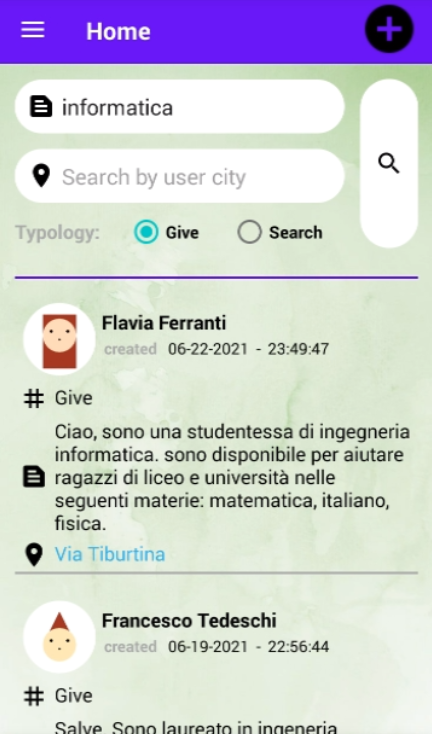 Home
informatica
Search by user city
Typology: Give Search
Flavia Ferranti
created 06-22-2021 - 23:49:47
# Give
Ciao, sono una studentessa di ingegneria
informatica. sono disponibile per aiutare
ragazzi di liceo e università nelle
seguenti materie: matematica, italiano,
fisica.
Via Tiburtina
Francesco Tedeschi
created 06-19-2021 - 22:56:44
# Give
Salve. Sono laureato in ingeneria